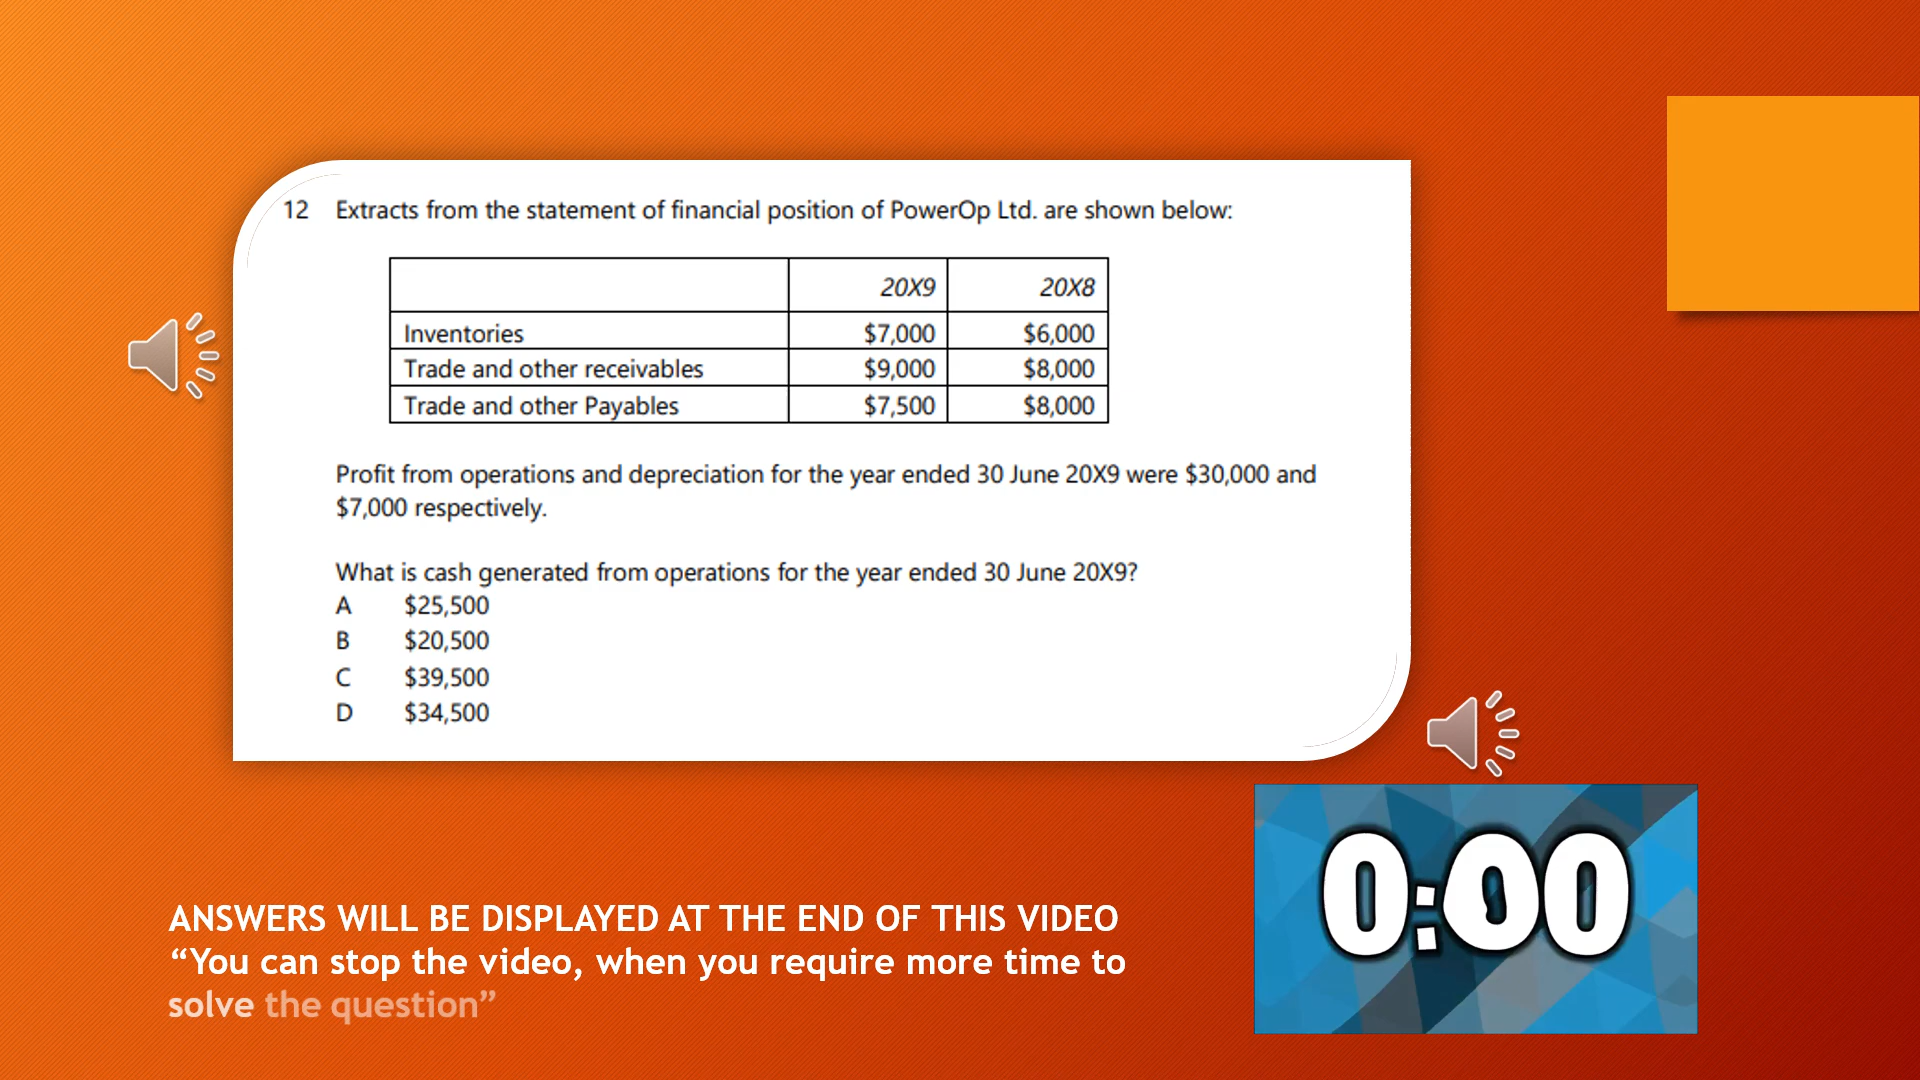 12 Extracts from the statement of financial position of PowerOp Ltd. are shown below:
20X9 20X8
Inventories $7,000 $6,000
Trade and other receivables $9,000 $8,000
Trade and other Payables $7,500 $8,000
Profit from operations and depreciation for the year ended 30 June 20X9 were $30,000 and
$7,000 respectively.
What is cash generated from operations for the year ended 30 June 20X9?
A $25,500
B $20,500
C $39,500
D $34,500
0:00
ANSWERS WILL BE DISPLAYED AT THE END OF THIS VIDEO
“You can stop the video, when you require more time to
solve the question”